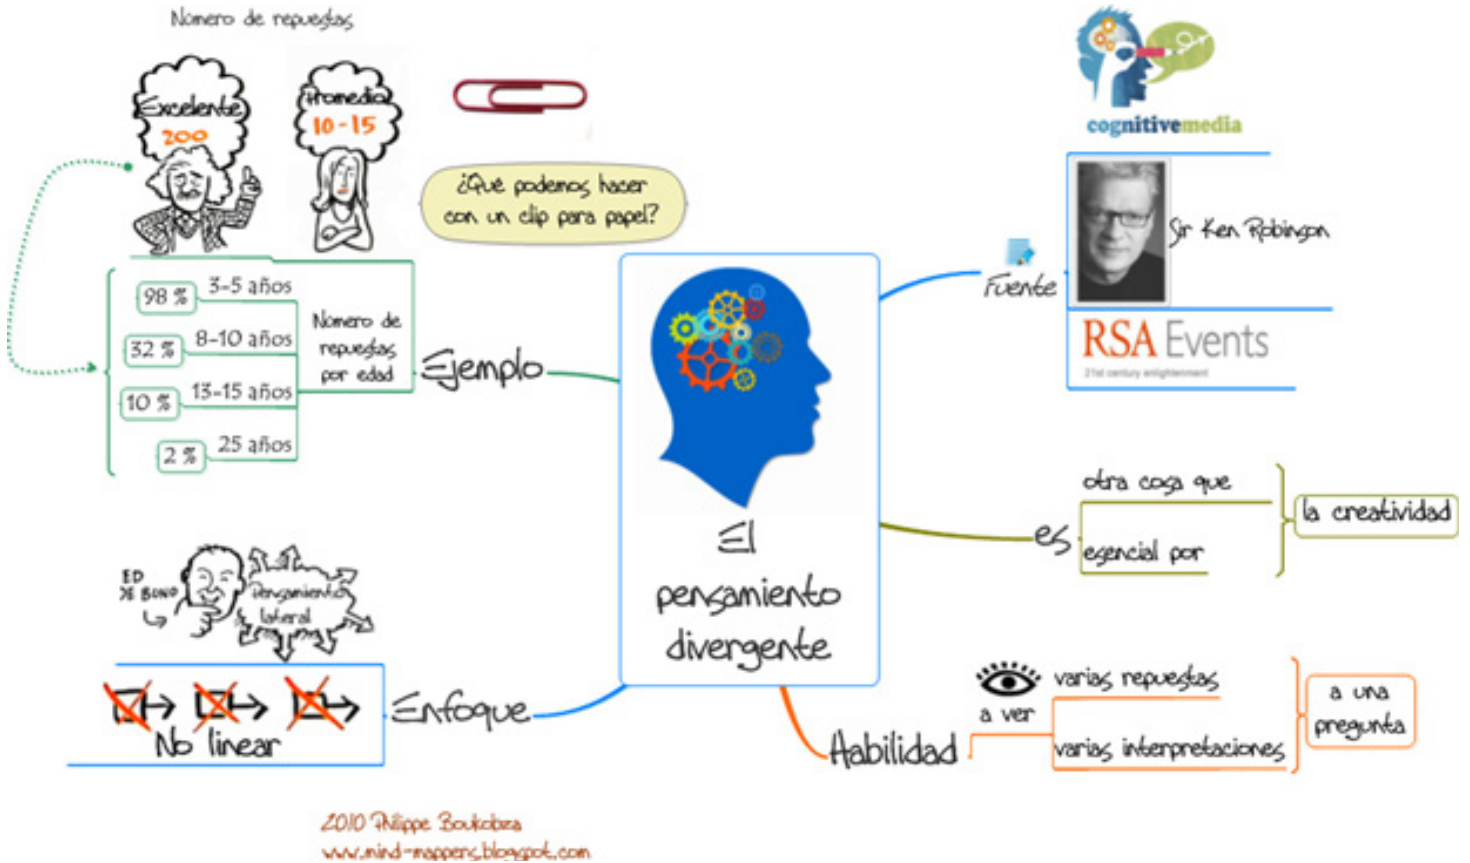 Número de repuestas
Excelente
200
Promedio
10-15
¿Qué podemos hacer
con un clip para papel?
98 %
3-5 años
32 %
8-10 años
10 %
13-15 años
2 %
25 años
Número de
repuestas
por edad
Ejemplo
cognitivemedia
Sir Ken Robinson
Fuente
RSA Events
21st century enlightenment
El
pensamiento
divergente
es
otra cosa que
esencial por
la creatividad
ED
DE BONO
Pensamiento
lateral
No linear
Enfoque
Habilidad
a ver
varias repuestas
varias interpretaciones
a una
pregunta
2010 Philippe Boukobza
www.mind-mappers.blogspot.com